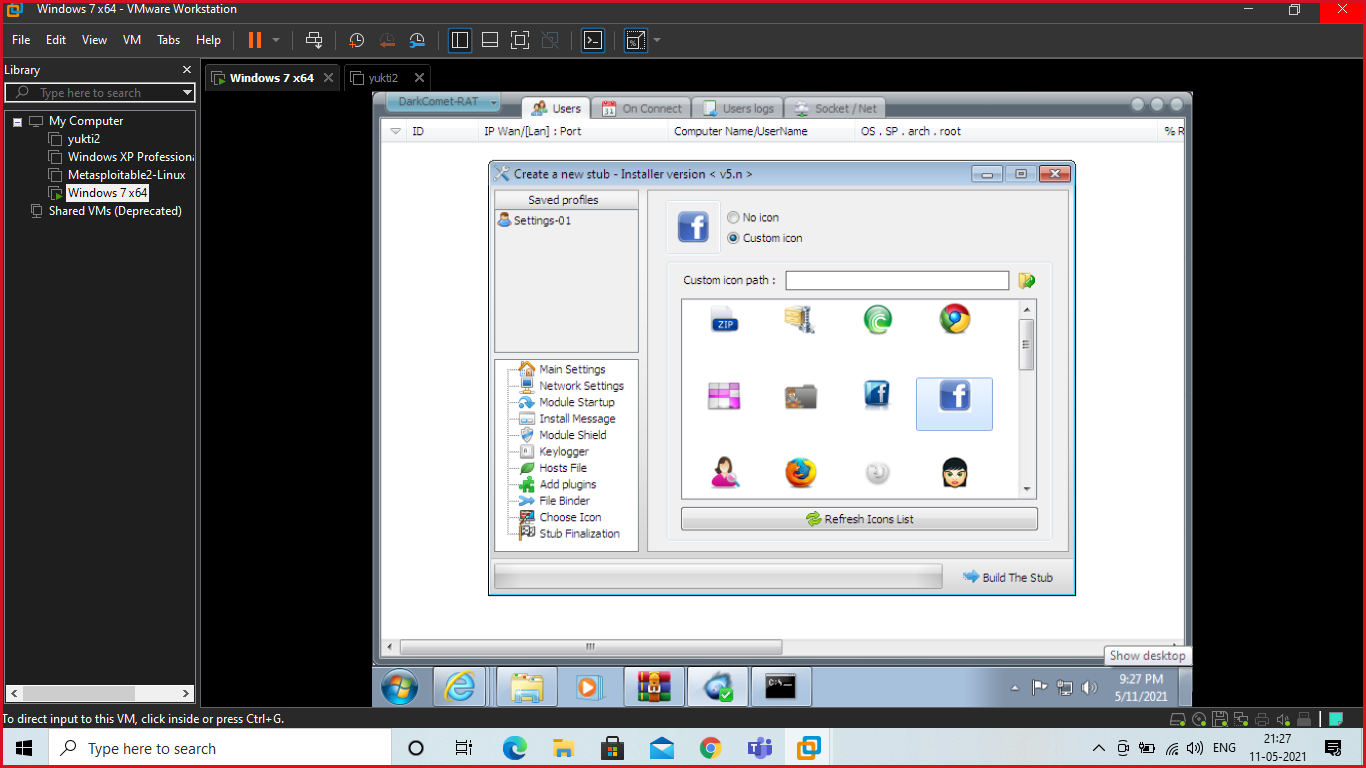 Windows 7 x64 - VMware Workstation
File Edit View VM Tabs Help
Library
Type here to search
My Computer
yukti2
Windows XP Professiona
Metasploitable2-Linux
Windows 7 x64
Shared VMs (Deprecated)
Windows 7 x64
yukti2
DarkComet-RAT
Users
On Connect
Users logs
Socket / Net
ID
IP Wan/[Lan] : Port
Computer Name/UserName
OS . SP . arch . root
% R
Create a new stub - Installer version < v5.n >
Saved profiles
Settings-01
Main Settings
Network Settings
Module Startup
Install Message
Module Shield
Keylogger
Hosts File
Add plugins
File Binder
Choose Icon
Stub Finalization
No icon
Custom icon
Custom icon path :
ZIP
Refresh Icons List
Build The Stub
Show desktop
9:27 PM
5/11/2021
To direct input to this VM, click inside or press Ctrl+G.
Type here to search
ENG
21:27
11-05-2021